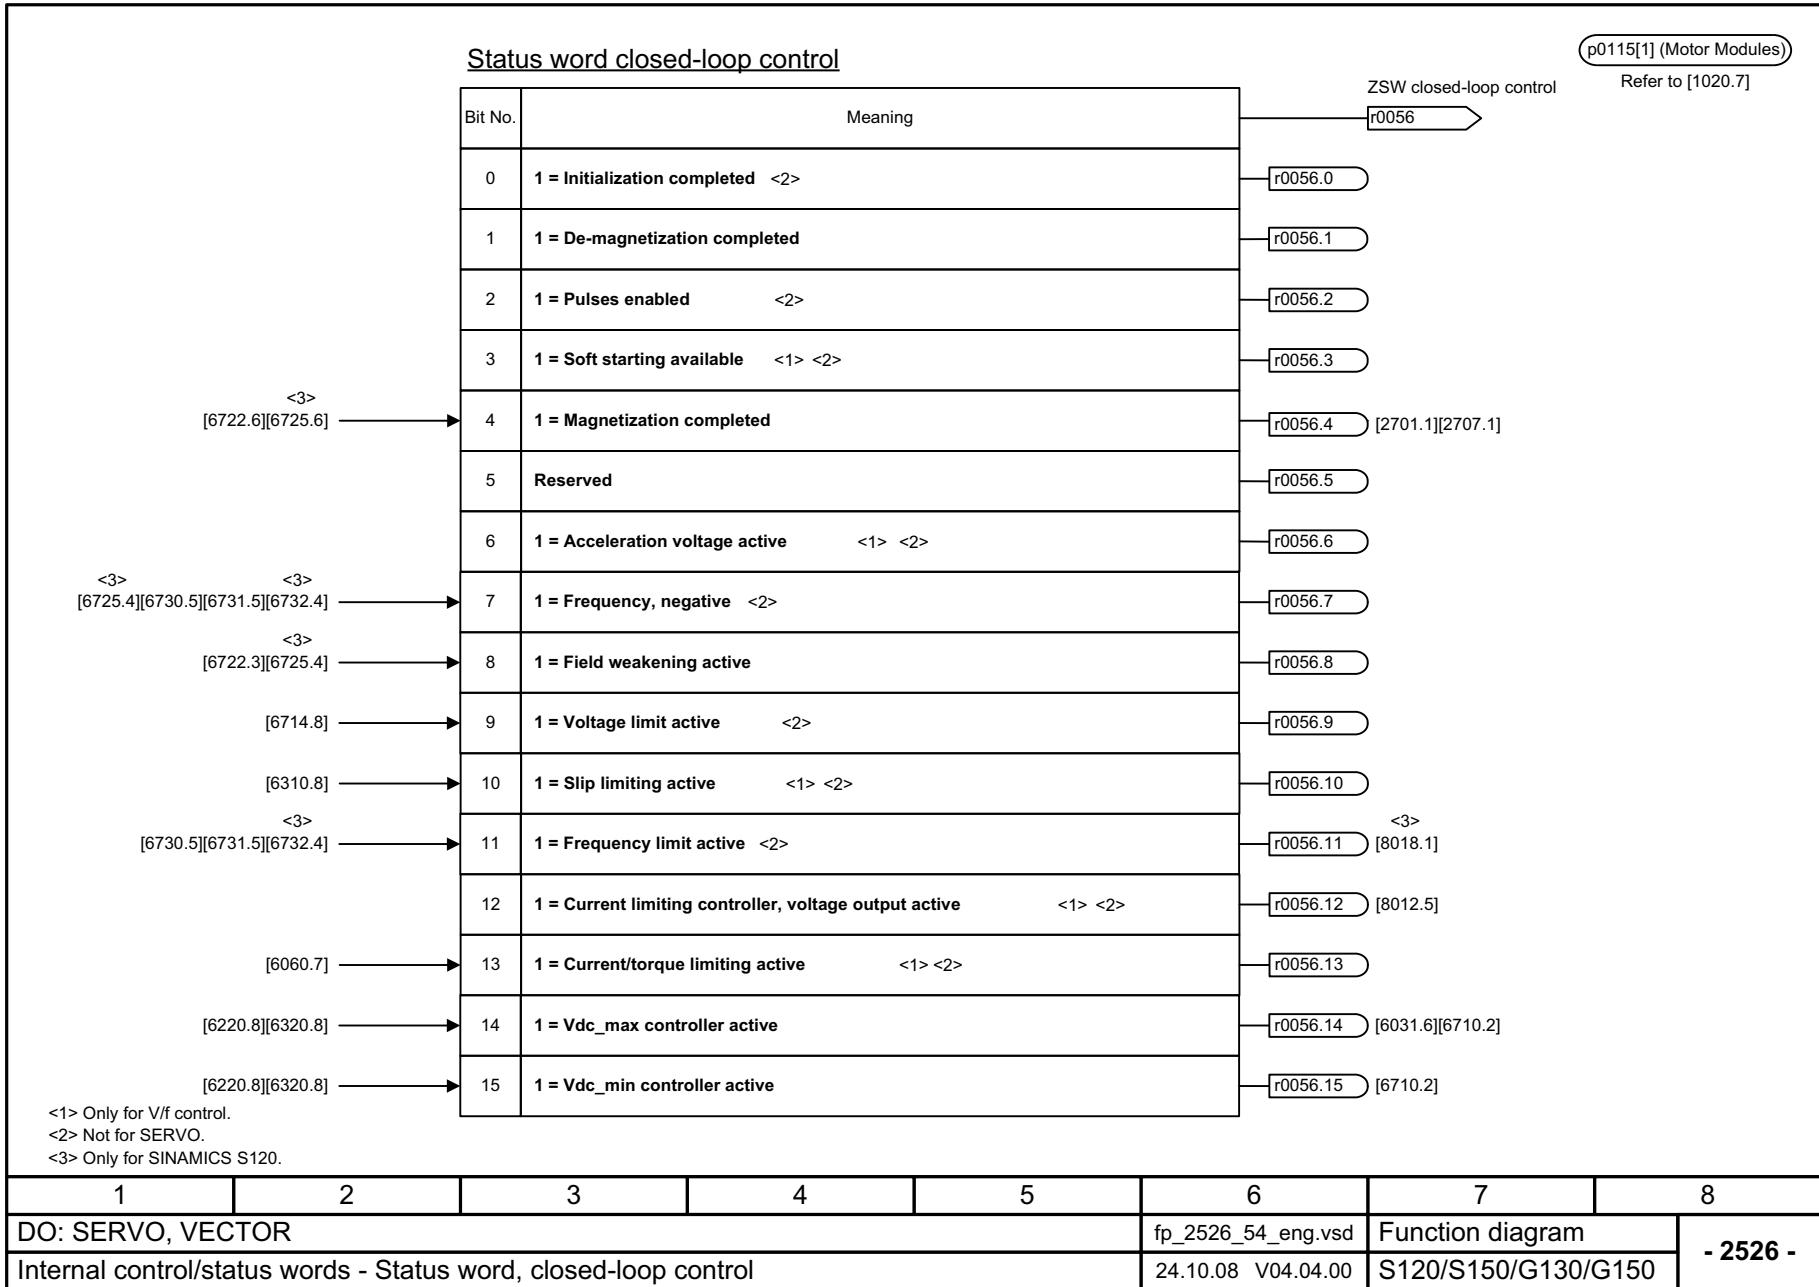 Status word closed-loop control
p0115[1] (Motor Modules)
Refer to [1020.7]
ZSW closed-loop control
Bit No. Meaning r0056
0 1 = Initialization completed <2> r0056.0
1 1 = De-magnetization completed r0056.1
2 1 = Pulses enabled <2> r0056.2
3 1 = Soft starting available <1> <2> r0056.3
<3>
[6722.6][6725.6] 4 1 = Magnetization completed r0056.4 [2701.1][2707.1]
5 Reserved r0056.5
6 1 = Acceleration voltage active <1> <2> r0056.6
<3> <3>
[6725.4][6730.5][6731.5][6732.4] 7 1 = Frequency, negative <2> r0056.7
<3>
[6722.3][6725.4] 8 1 = Field weakening active r0056.8
[6714.8] 9 1 = Voltage limit active <2> r0056.9
[6310.8] 10 1 = Slip limiting active <1> <2> r0056.10
<3> <3>
[6730.5][6731.5][6732.4] 11 1 = Frequency limit active <2> r0056.11 [8018.1]
12 1 = Current limiting controller, voltage output active <1> <2> r0056.12 [8012.5]
[6060.7] 13 1 = Current/torque limiting active <1> <2> r0056.13
[6220.8][6320.8] 14 1 = Vdc_max controller active r0056.14 [6031.6][6710.2]
[6220.8][6320.8] 15 1 = Vdc_min controller active r0056.15 [6710.2]
<1> Only for V/f control.
<2> Not for SERVO.
<3> Only for SINAMICS S120.
1 2 3 4 5 6 7 8
DO: SERVO, VECTOR fp_2526_54_eng.vsd Function diagram - 2526 -
Internal control/status words - Status word, closed-loop control 24.10.08 V04.04.00 S120/S150/G130/G150